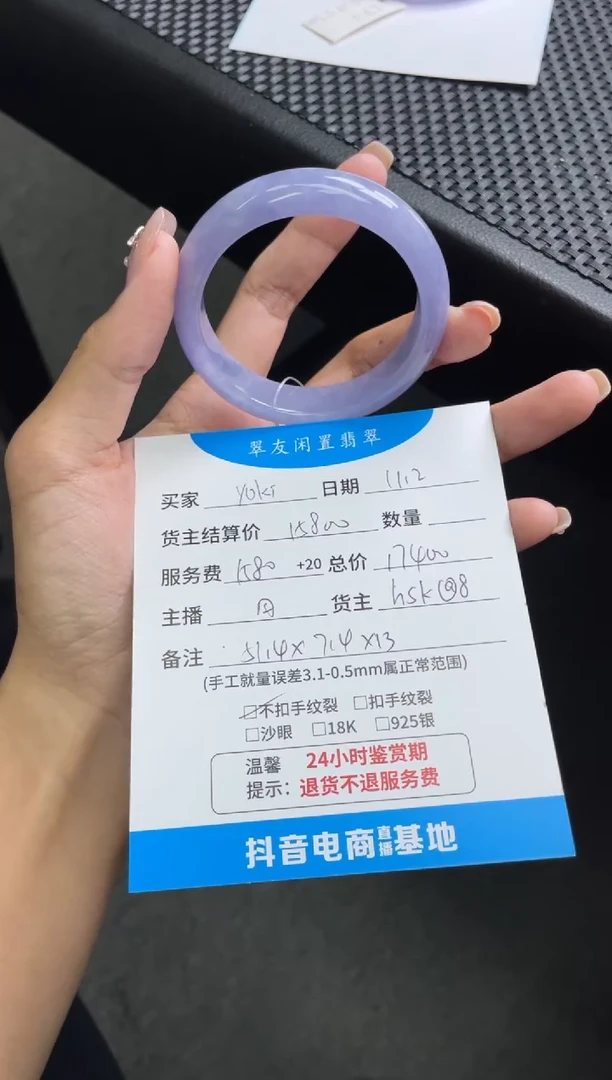 翠友闲置翡翠
买家 yoki 日期 11.2
货主结算价 15800 数量
服务费 1580 +20 总价 17400
主播 货主 hsk@8
备注 51.4×7.4×13
(手工就量误差3.1-0.5mm属正常范围)
☑不扣手纹裂 □扣手纹裂
□沙眼 □18K □925银
温馨 24小时鉴赏期
提示：退货不退服务费
抖音电商直播基地